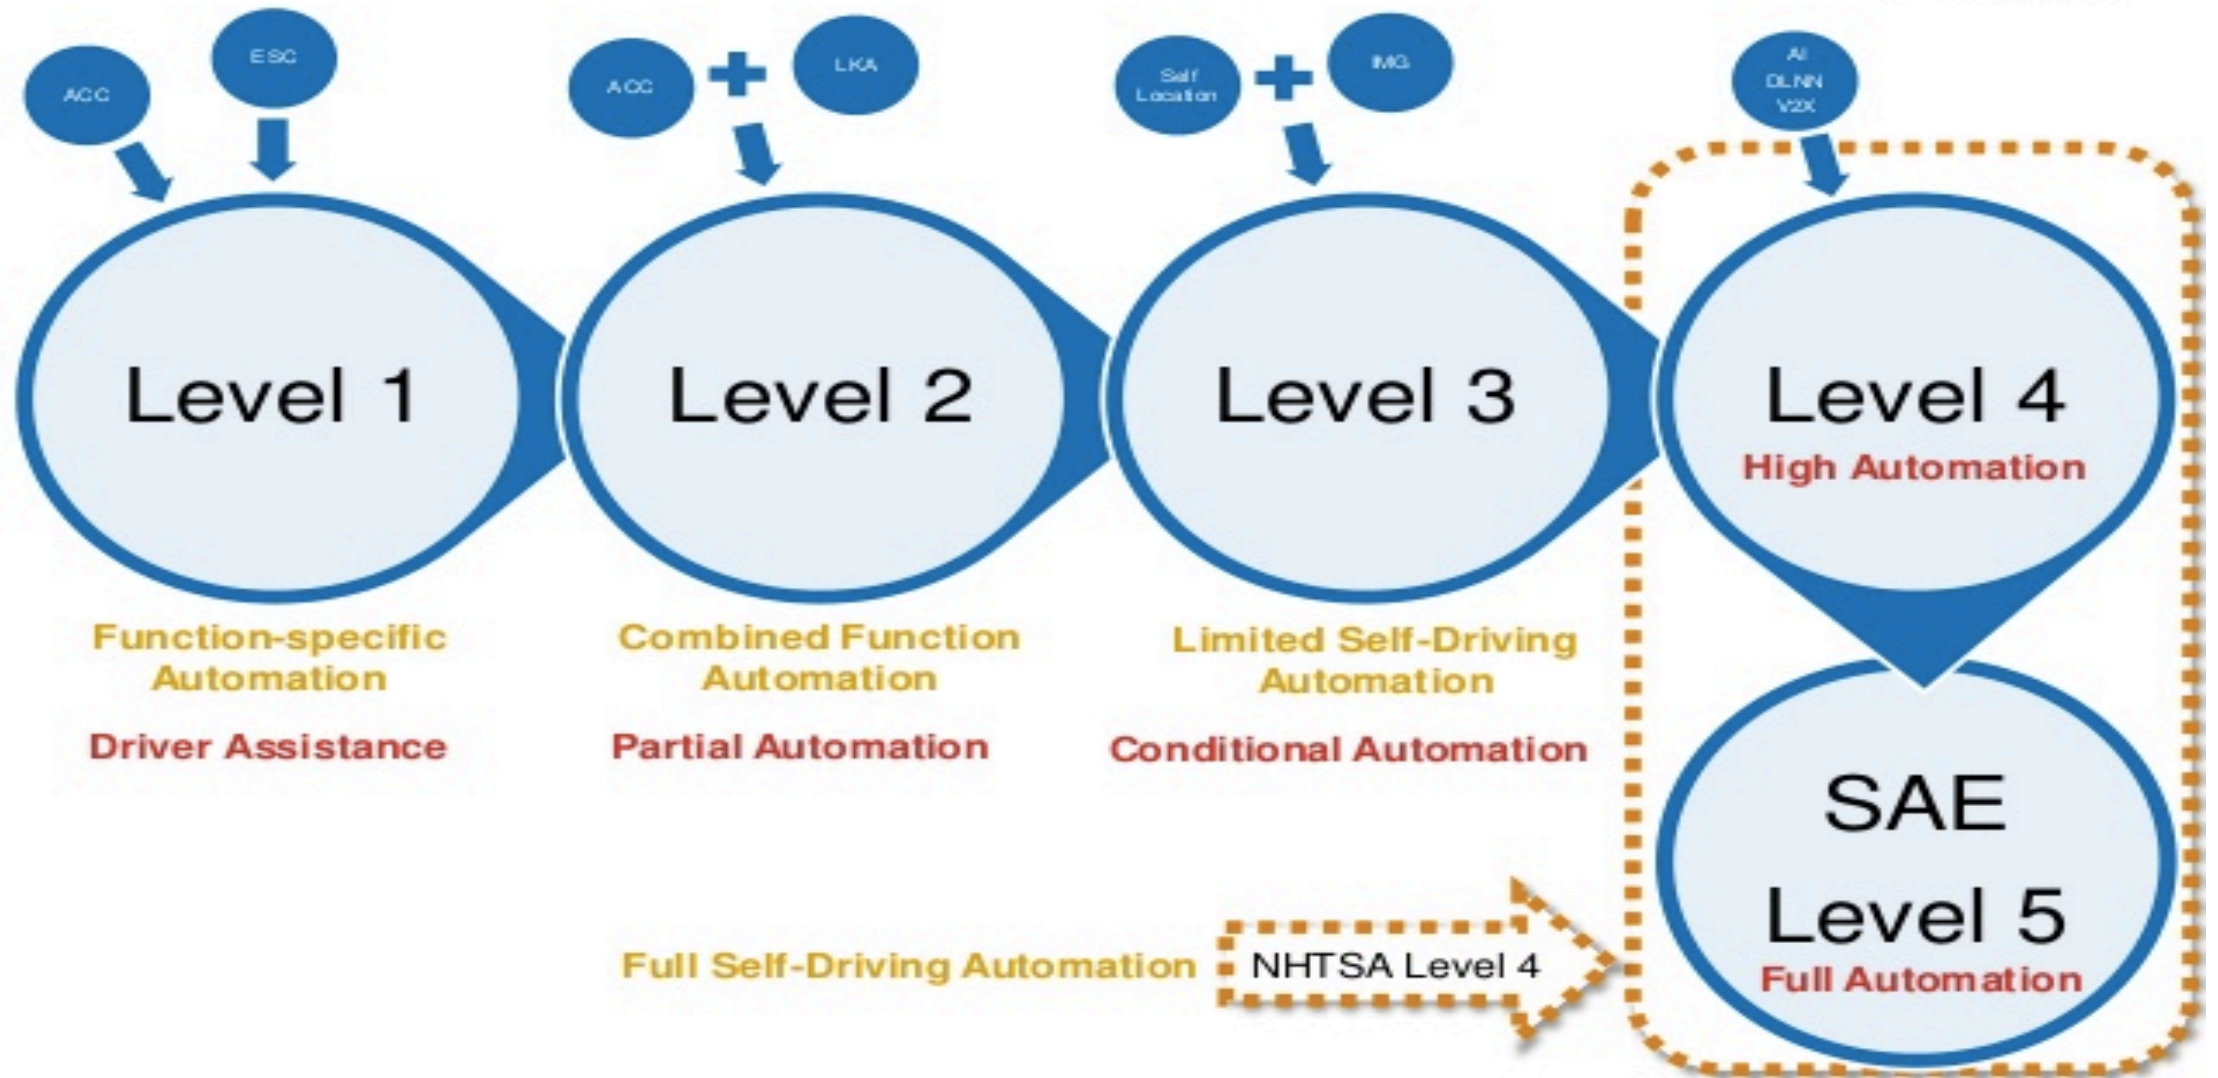 ACC
ESC
ACC
LKA
Self
Location
IMG
AI
DLNN
V2X
Level 1
Level 2
Level 3
Level 4
High Automation
Function-specific
Automation
Driver Assistance
Combined Function
Automation
Partial Automation
Limited Self-Driving
Automation
Conditional Automation
SAE
Level 5
Full Automation
Full Self-Driving Automation
NHTSA Level 4